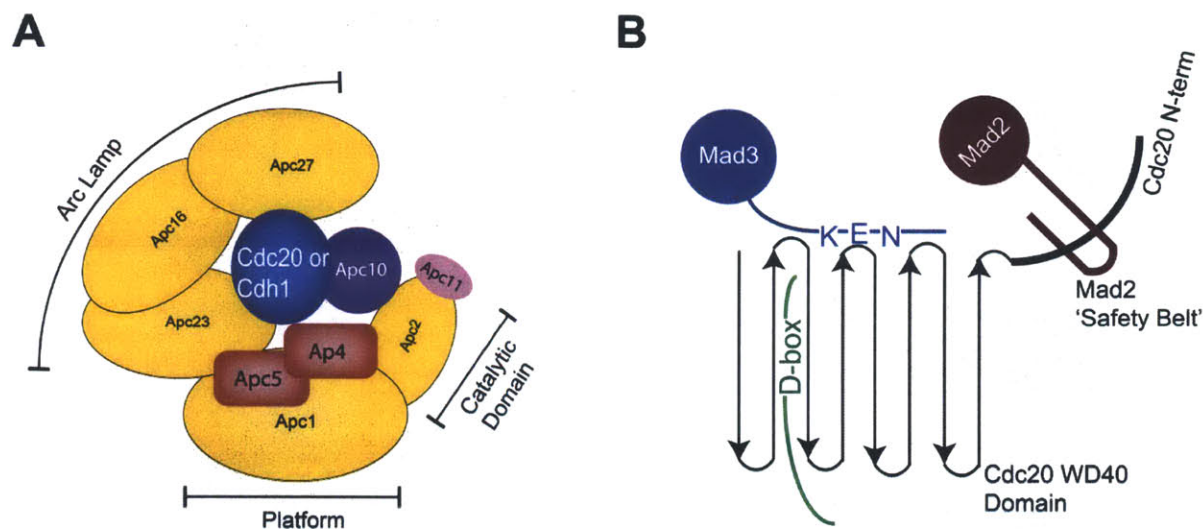 A
Arc Lamp
Apc27
Apc16
Cdc20 or
Cdh1
Apc10
Apc11
Apc23
Apc2
Ap4
Apc5
Apc1
Catalytic
Domain
Platform
B
Mad3
Mad2
Cdc20 N-term
K-E-N
D-box
Mad2
'Safety Belt'
Cdc20 WD40
Domain